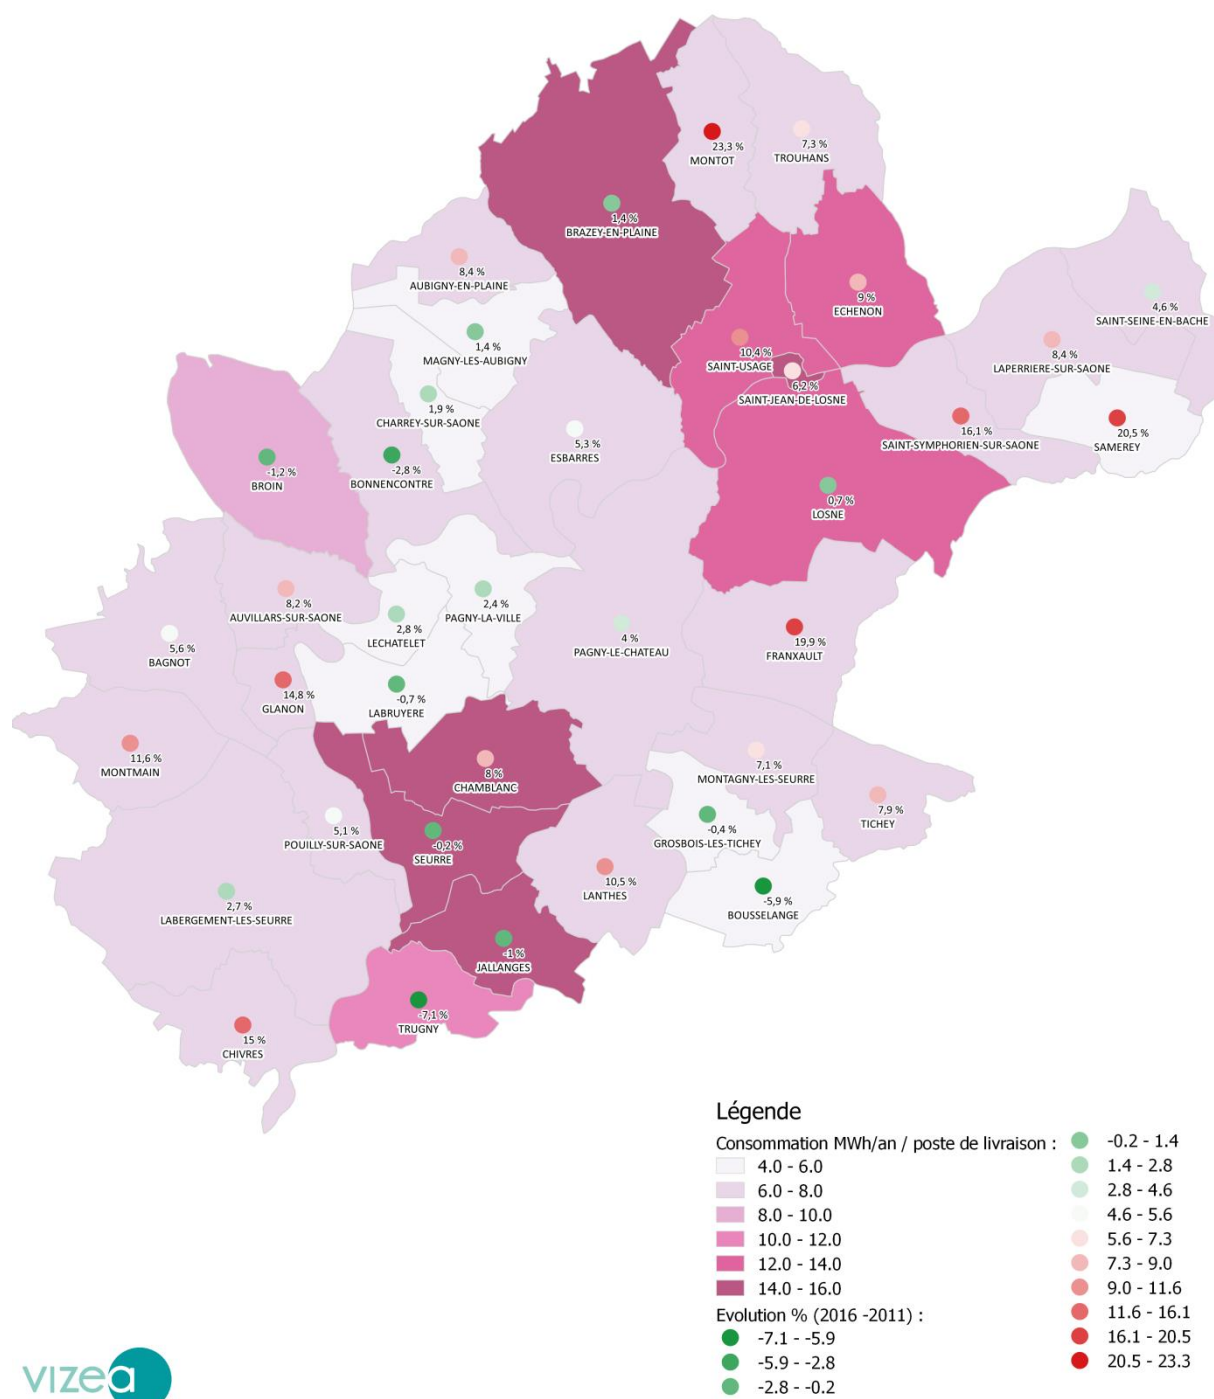 23,3 %
MONTOT
7,3 %
TROUHANS
1,4 %
BRAZEY-EN-PLAINE
8,4 %
AUBIGNY-EN-PLAINE
9 %
ECHENON
4,6 %
SAINT-SEINE-EN-BACHE
1,4 %
MAGNY-LES-AUBIGNY
10,4 %
SAINT-USAGE
8,4 %
LAPERRIERE-SUR-SAONE
6,2 %
SAINT-JEAN-DE-LOSNE
1,9 %
CHARREY-SUR-SAONE
5,3 %
ESBARRES
16,1 %
SAINT-SYMPHORIEN-SUR-SAONE
20,5 %
SAMEREY
-1,2 %
BROIN
-2,8 %
BONNENCONTRE
0,7 %
LOSNE
8,2 %
AUVILLARS-SUR-SAONE
2,4 %
PAGNY-LA-VILLE
2,8 %
LECHATELET
5,6 %
BAGNOT
4 %
PAGNY-LE-CHATEAU
19,9 %
FRANXAULT
14,8 %
GLANON
-0,7 %
LABRUYERE
11,6 %
MONTMAIN
8 %
CHAMBLANC
7,1 %
MONTAGNY-LES-SEURRE
7,9 %
TICHEY
5,1 %
POUILLY-SUR-SAONE
-0,2 %
SEURRE
-0,4 %
GROSBOIS-LES-TICHEY
10,5 %
LANTHES
2,7 %
LABERGEMENT-LES-SEURRE
-5,9 %
BOUSSELANGE
-1 %
JALLANGES
-7,1 %
TRUGNY
15 %
CHIVRES
Légende
Consommation MWh/an / poste de livraison :
4.0 - 6.0
6.0 - 8.0
8.0 - 10.0
10.0 - 12.0
12.0 - 14.0
14.0 - 16.0
Evolution % (2016 -2011) :
-7.1 - -5.9
-5.9 - -2.8
-2.8 - -0.2
-0.2 - 1.4
1.4 - 2.8
2.8 - 4.6
4.6 - 5.6
5.6 - 7.3
7.3 - 9.0
9.0 - 11.6
11.6 - 16.1
16.1 - 20.5
20.5 - 23.3
vizea